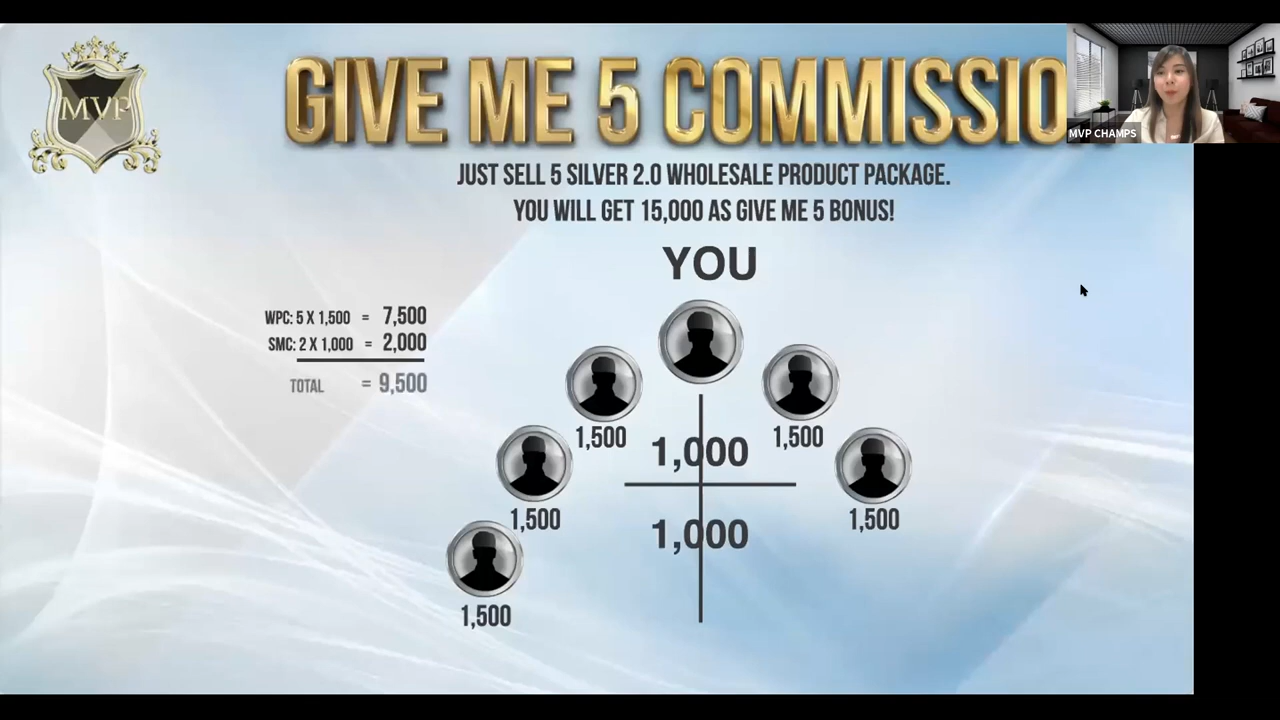 MVP
GIVE ME 5 COMMISSIO
MVP CHAMPS
JUST SELL 5 SILVER 2.0 WHOLESALE PRODUCT PACKAGE.
YOU WILL GET 15,000 AS GIVE ME 5 BONUS!
YOU
WPC: 5 X 1,500 = 7,500
SMC: 2 X 1,000 = 2,000
TOTAL = 9,500
1,500
1,000
1,500
1,500
1,000
1,500
1,500